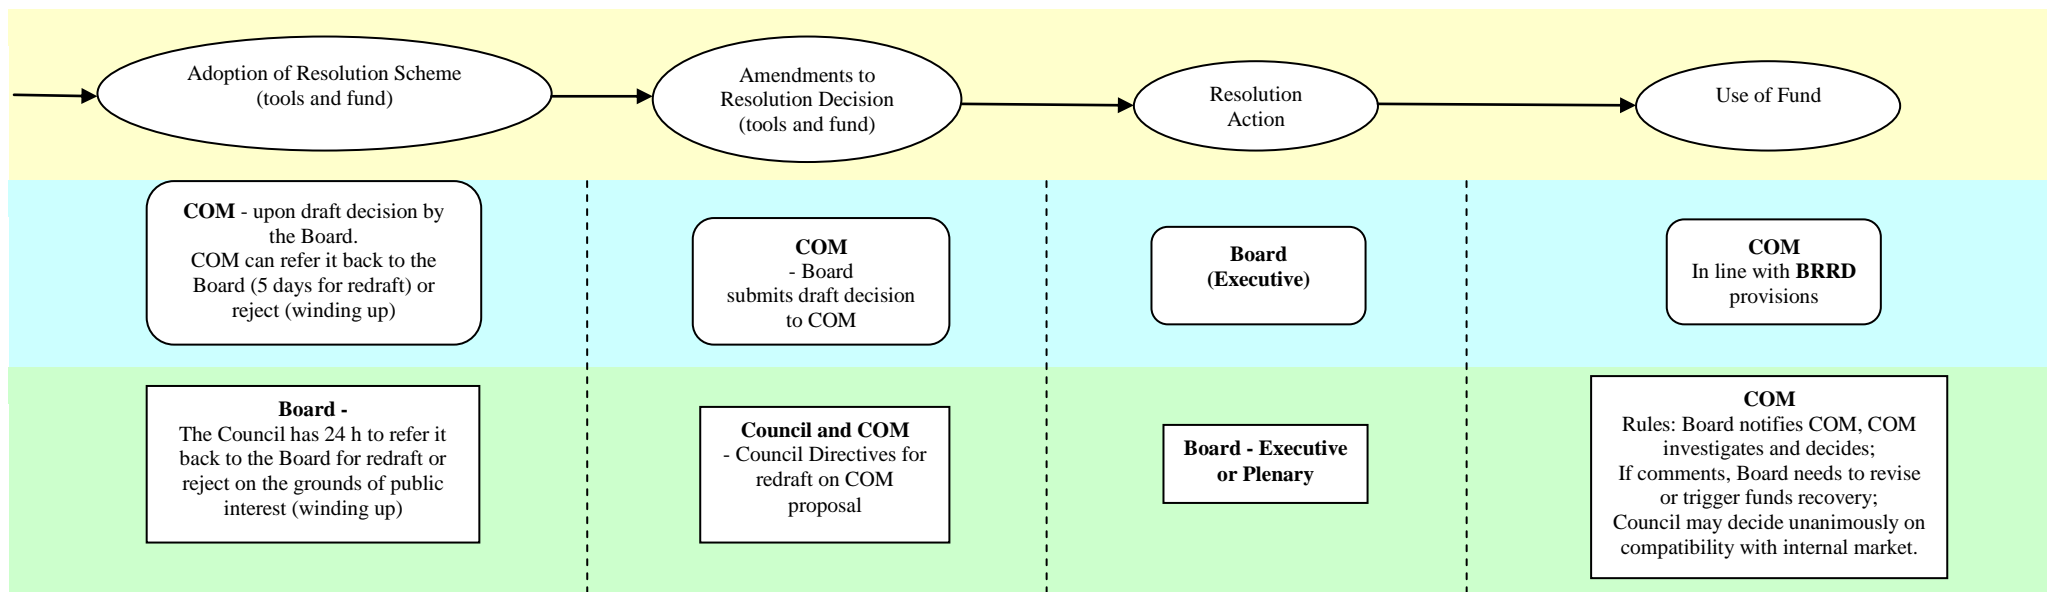 Adoption of Resolution Scheme
(tools and fund)
Amendments to
Resolution Decision
(tools and fund)
Resolution
Action
Use of Fund
COM - upon draft decision by
the Board.
COM can refer it back to the
Board (5 days for redraft) or
reject (winding up)
COM
- Board
submits draft decision
to COM
Board
(Executive)
COM
In line with BRRD
provisions
Board -
The Council has 24 h to refer it
back to the Board for redraft or
reject on the grounds of public
interest (winding up)
Council and COM
- Council Directives for
redraft on COM
proposal
Board - Executive
or Plenary
COM
Rules: Board notifies COM, COM
investigates and decides;
If comments, Board needs to revise
or trigger funds recovery;
Council may decide unanimously on
compatibility with internal market.